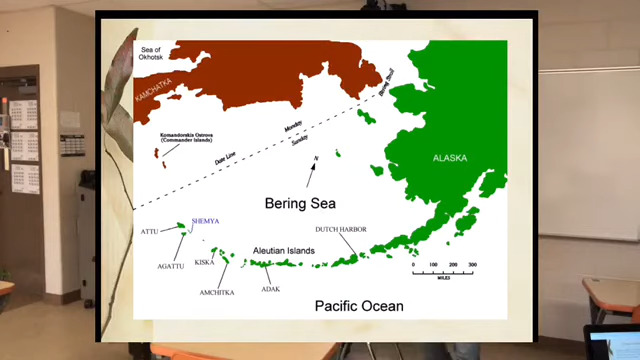 Sea of
Okhotsk
KAMCHATKA
Bering Strait
Komandorskis Ostrova
(Commander Islands)
Monday
Date Line
Sunday
N
ALASKA
Bering Sea
SHEMYA
ATTU
DUTCH HARBOR
Aleutian Islands
AGATTU
KISKA
AMCHITKA
ADAK
0 100 200 300
MILES
Pacific Ocean